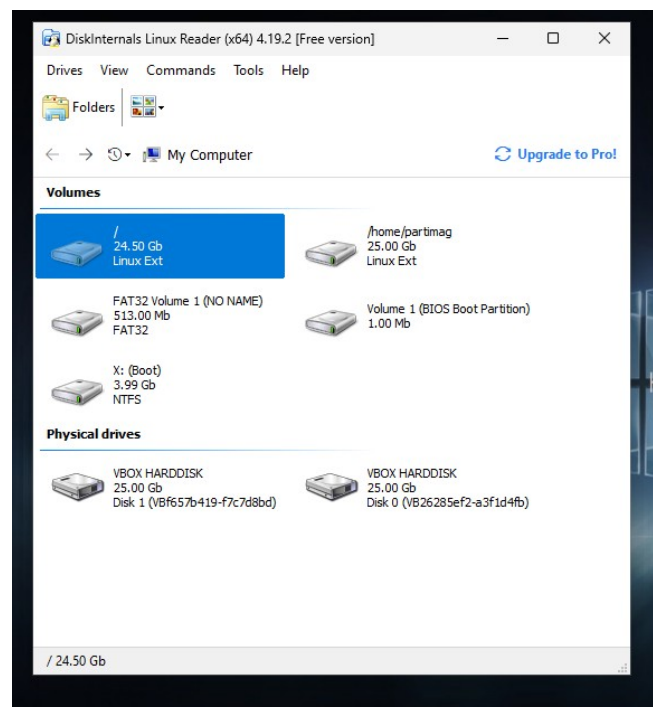 DiskInternals Linux Reader (x64) 4.19.2 [Free version]
Drives View Commands Tools Help
Folders
My Computer
Upgrade to Pro!
Volumes
/
24.50 Gb
Linux Ext
/home/partimag
25.00 Gb
Linux Ext
FAT32 Volume 1 (NO NAME)
513.00 Mb
FAT32
Volume 1 (BIOS Boot Partition)
1.00 Mb
X: (Boot)
3.99 Gb
NTFS
Physical drives
VBOX HARDDISK
25.00 Gb
Disk 1 (VBf657b419-f7c7d8bd)
VBOX HARDDISK
25.00 Gb
Disk 0 (VB26285ef2-a3f1d4fb)
/ 24.50 Gb